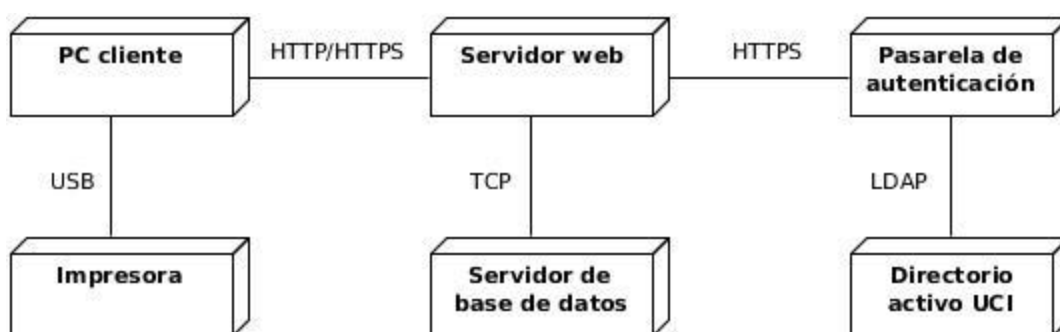 PC cliente
HTTP/HTTPS
Servidor web
HTTPS
Pasarela de
autenticación
USB
TCP
LDAP
Impresora
Servidor de
base de datos
Directorio
activo UCI